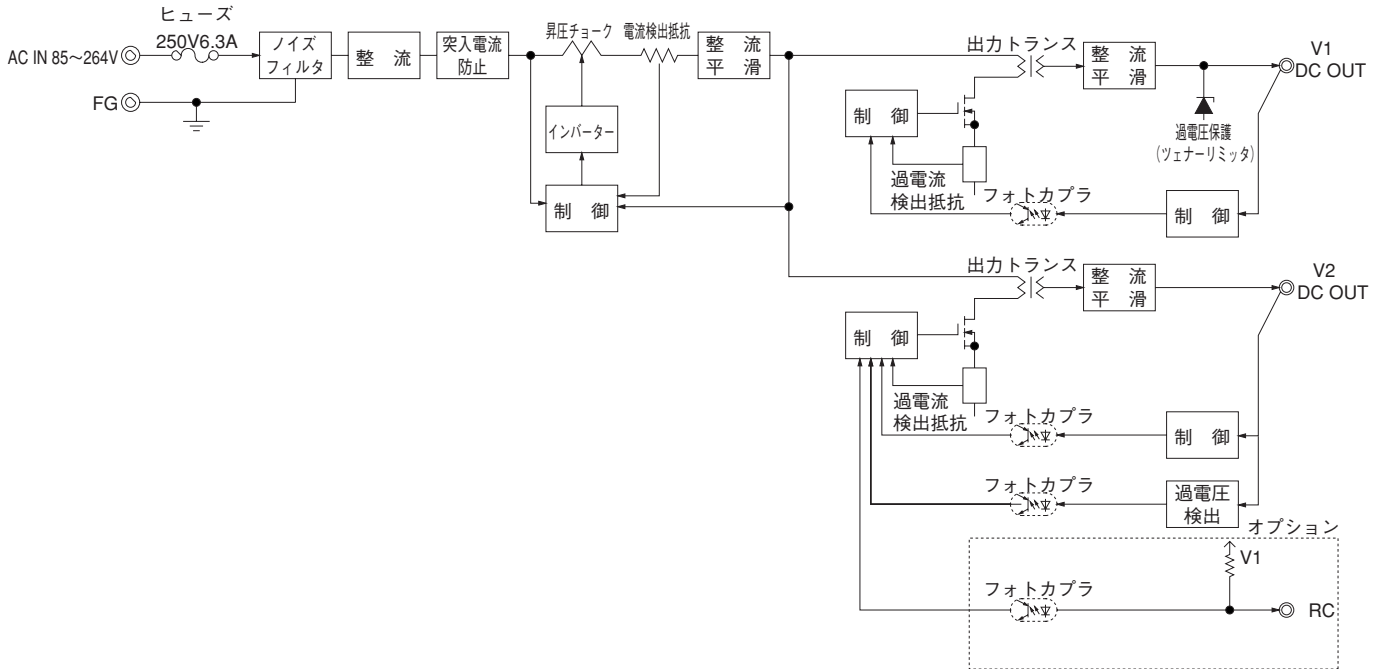 ヒューズ
250V6.3A
AC IN 85～264V
FG
ノイズ
フィルタ
整 流
突入電流
防止
昇圧チョーク
電流検出抵抗
整 流
平 滑
インバーター
制 御
出力トランス
整 流
平 滑
V1
DC OUT
制 御
過電圧保護
(ツェナーリミッタ)
過電流
検出抵抗
フォトカプラ
制 御
出力トランス
整 流
平 滑
V2
DC OUT
制 御
過電流
検出抵抗
フォトカプラ
制 御
フォトカプラ
過電圧
検出
オプション
V1
フォトカプラ
RC